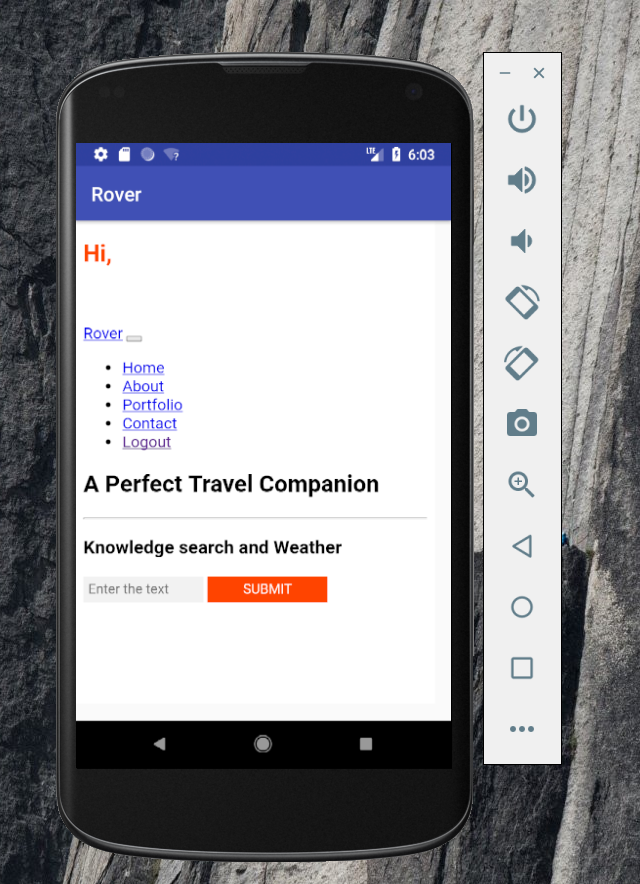 LTE 6:03
Rover
Hi,
Rover
Home
About
Portfolio
Contact
Logout
A Perfect Travel Companion
Knowledge search and Weather
Enter the text SUBMIT